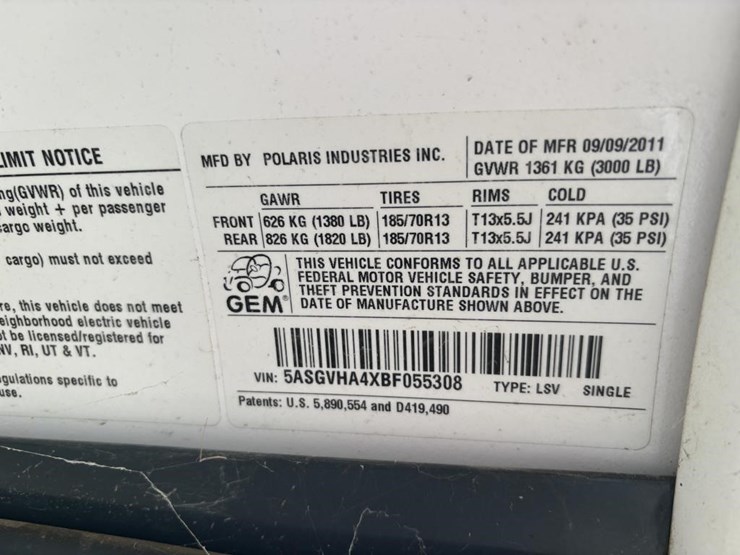 LIMIT NOTICE
(GVWR) of this vehicle
weight + per passenger
cargo weight.
cargo) must not exceed
this vehicle does not meet
neighborhood electric vehicle
be licensed/registered for
NV, RI, UT & VT.
regulations specific to
use.
MFD BY POLARIS INDUSTRIES INC.
DATE OF MFR 09/09/2011
GVWR 1361 KG (3000 LB)
GAWR TIRES RIMS COLD
FRONT 626 KG (1380 LB) 185/70R13 T13x5.5J 241 KPA (35 PSI)
REAR 826 KG (1820 LB) 185/70R13 T13x5.5J 241 KPA (35 PSI)
GEM®
THIS VEHICLE CONFORMS TO ALL APPLICABLE U.S.
FEDERAL MOTOR VEHICLE SAFETY, BUMPER, AND
THEFT PREVENTION STANDARDS IN EFFECT ON THE
DATE OF MANUFACTURE SHOWN ABOVE.
VIN: 5ASGVHA4XBF055308 TYPE: LSV SINGLE
Patents: U.S. 5,890,554 and D419,490